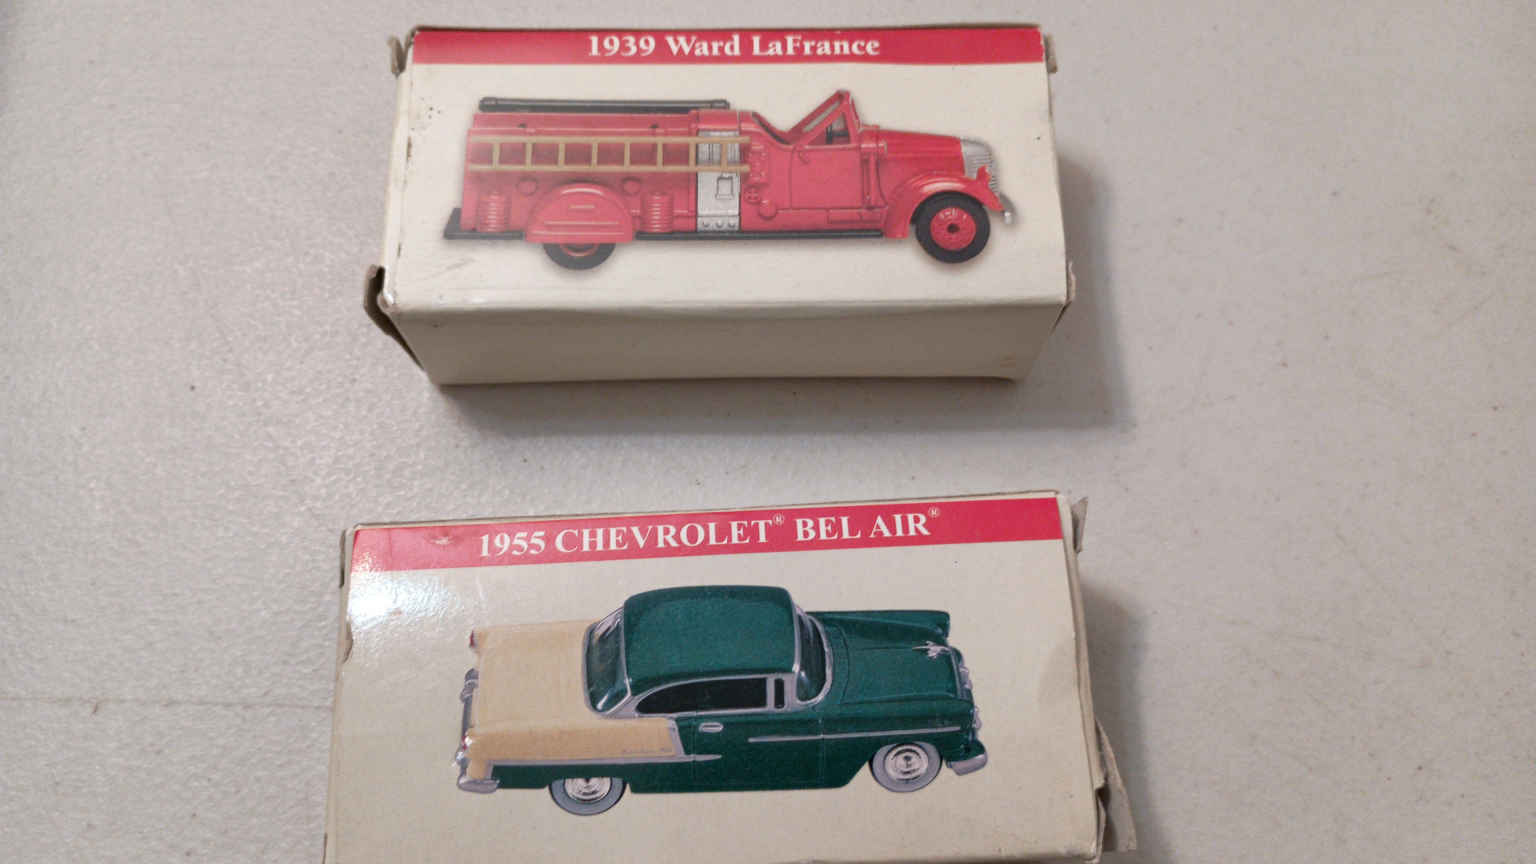 1939 Ward LaFrance
1955 CHEVROLET® BEL AIR®